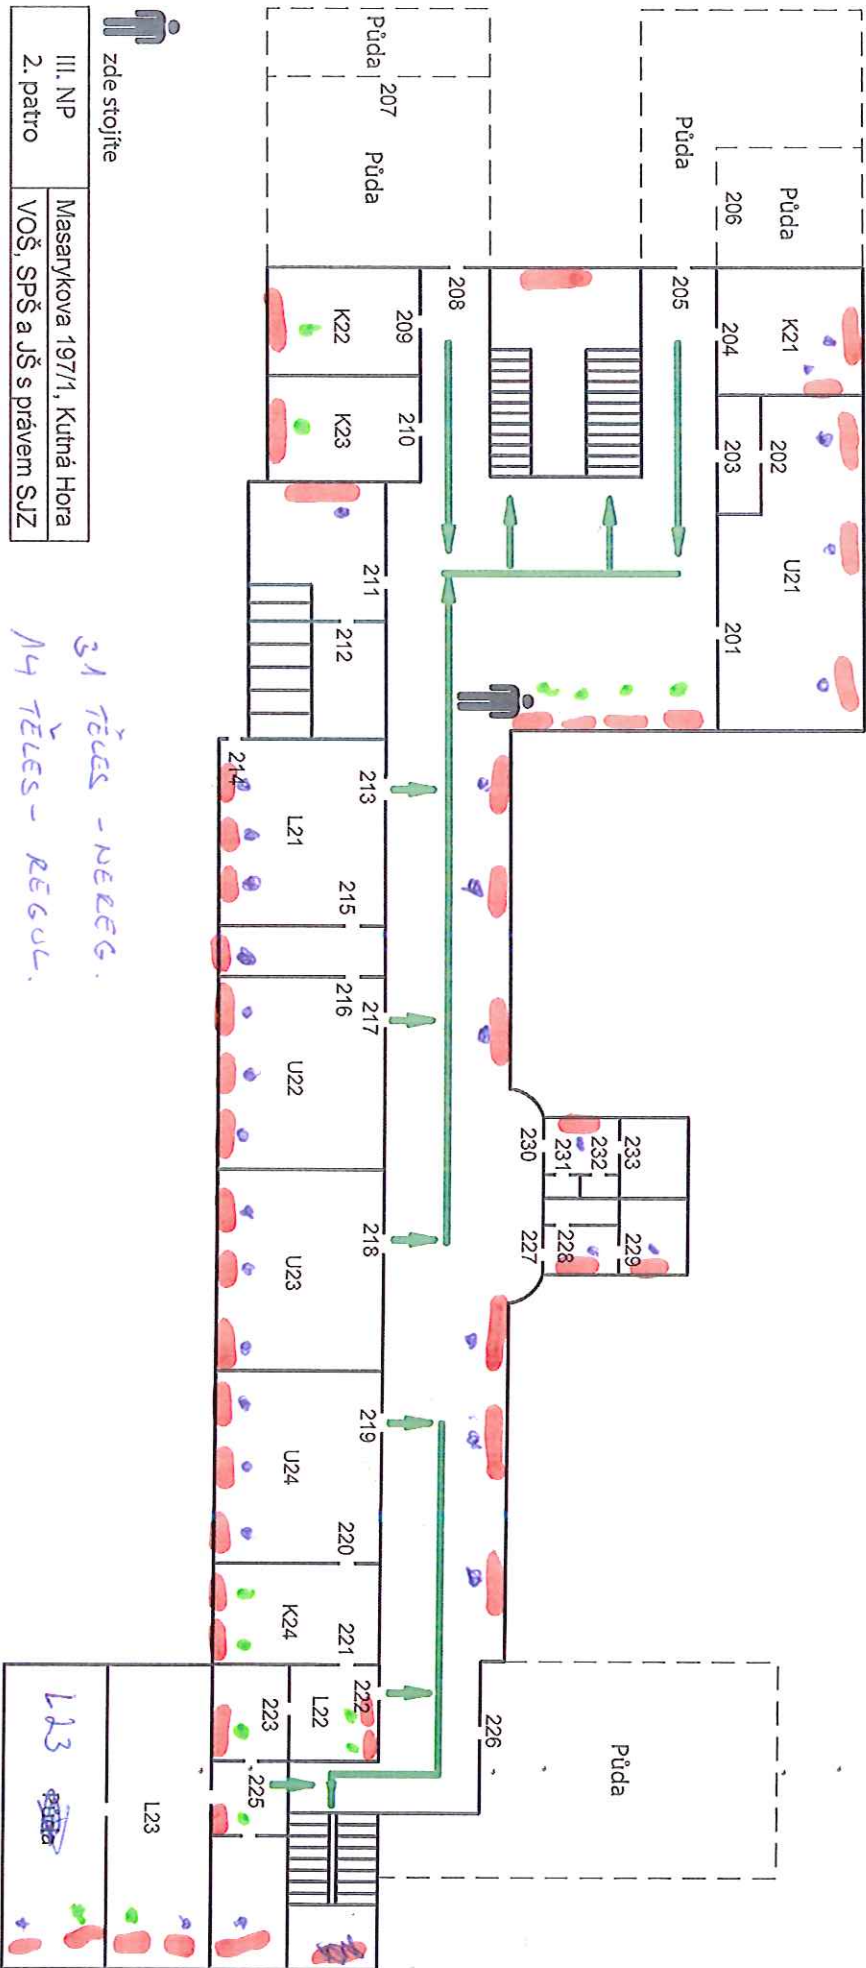 zde stojíte
III. NP
Masarykova 197/1, Kutná Hora
2. patro
VOŠ, SPŠ a JŠ s právem SJZ
31 TĚLES - NEREG.
14 TĚLES - REGUL.
Půda
207
Půda
Půda
Půda
206
K22
209
208
205
204
K21
K23
210
203
202
U21
211
212
201
214
213
L21
215
216
217
U22
230
231
232
233
218
U23
227
228
229
219
U24
220
K24
221
222
L22
223
225
226
Půda
L23
L23